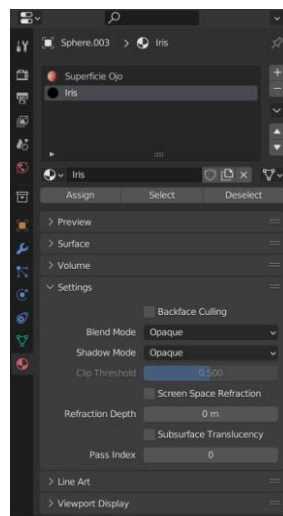 Sphere.003 > Iris
Superficie Ojo
Iris
Iris
Assign Select Deselect
> Preview
> Surface
> Volume
Settings
Backface Culling
Blend Mode Opaque
Shadow Mode Opaque
Clip Threshold 0.500
Screen Space Refraction
Refraction Depth 0 m
Subsurface Translucency
Pass Index 0
> Line Art
> Viewport Display